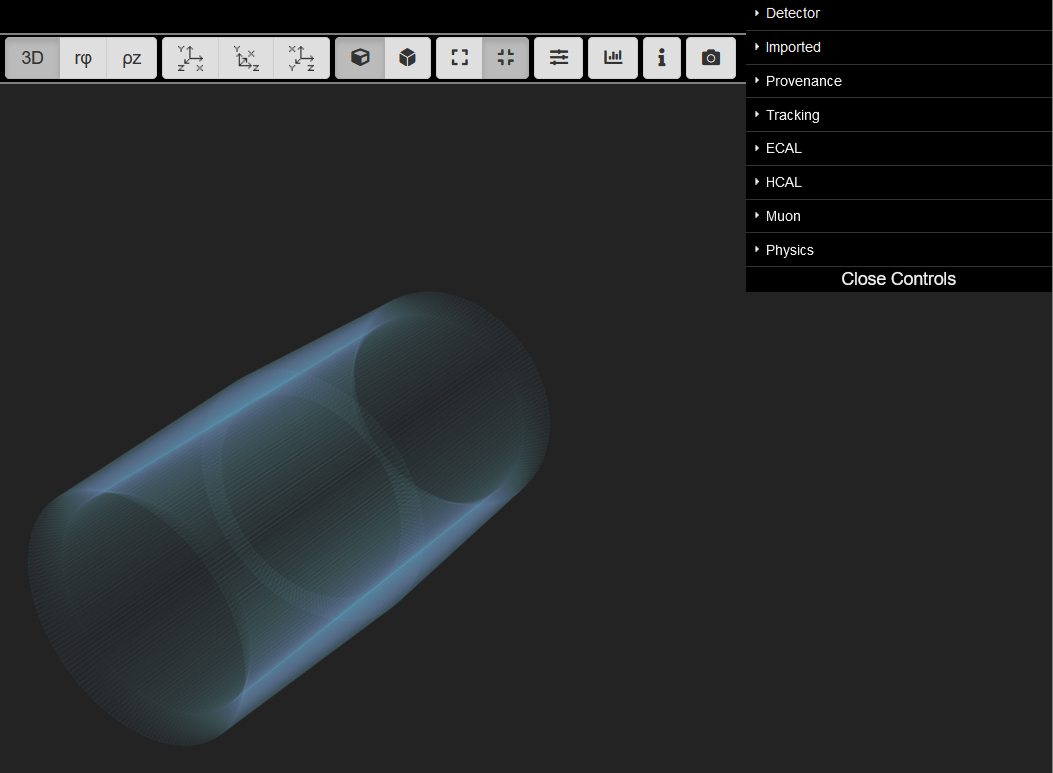 3D rφ ρz Y Z X Y X Z X Y Z
Detector
Imported
Provenance
Tracking
ECAL
HCAL
Muon
Physics
Close Controls